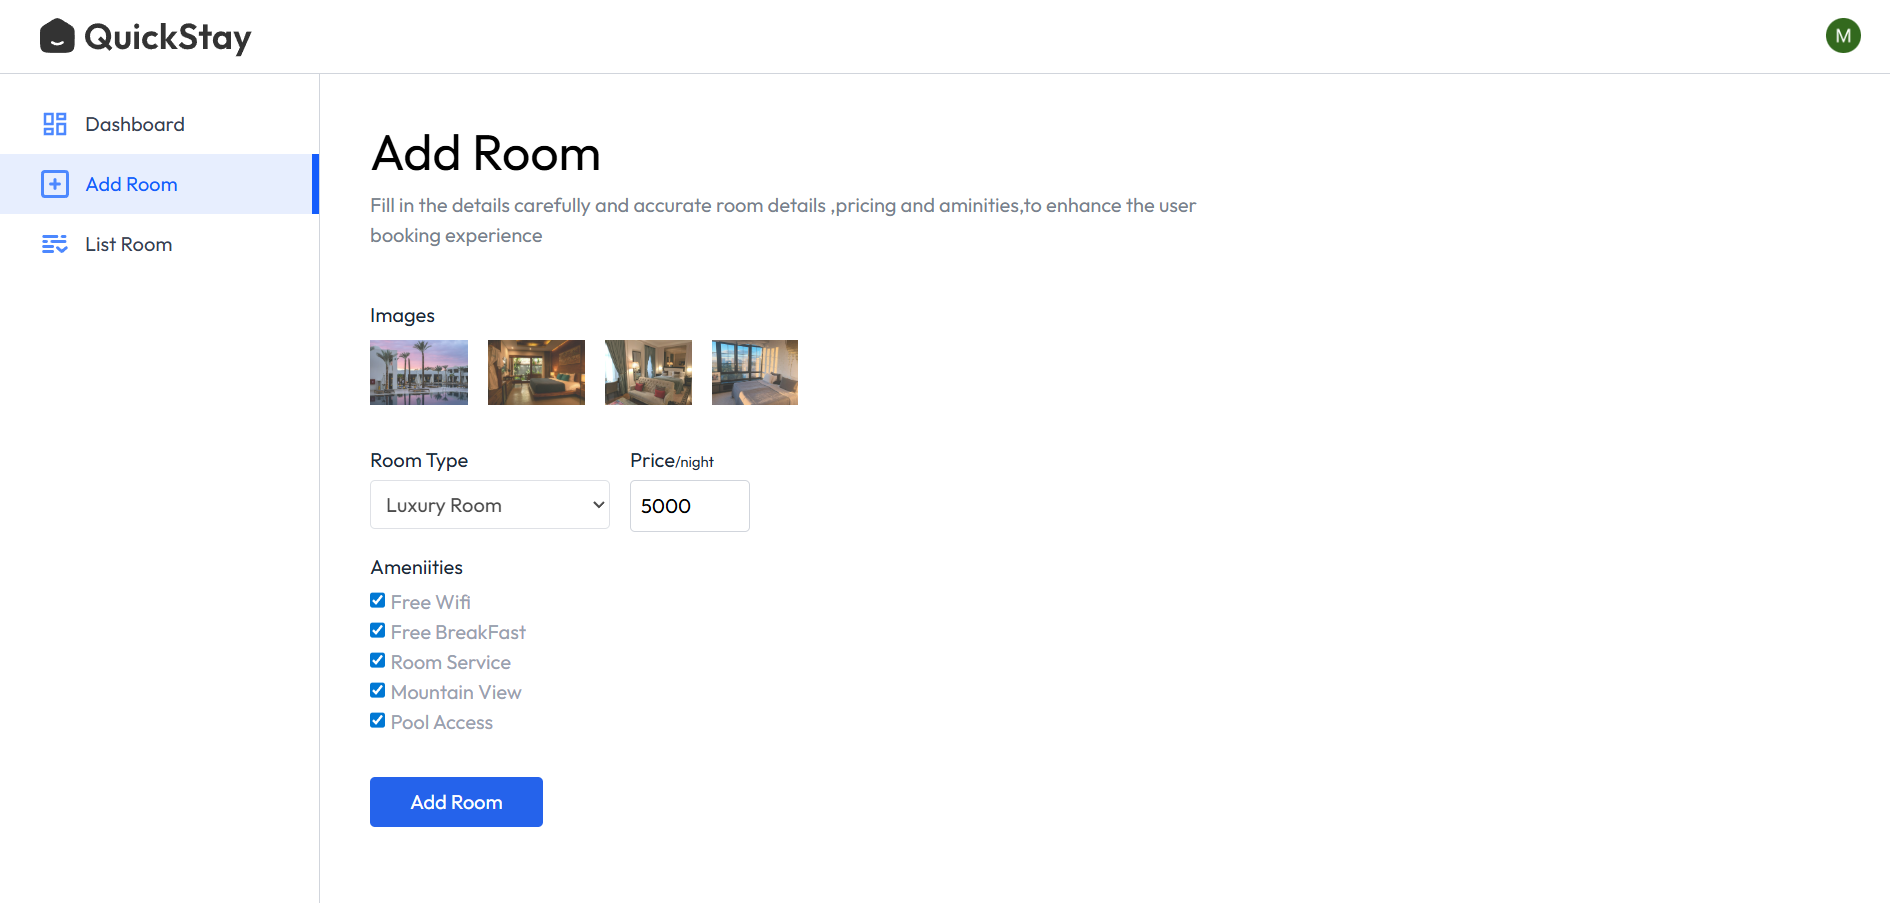 QuickStay
M
Dashboard
Add Room
List Room
Add Room
Fill in the details carefully and accurate room details ,pricing and aminities,to enhance the user
booking experience
Images
Room Type
Price/night
Luxury Room
5000
Ameniities
Free Wifi
Free BreakFast
Room Service
Mountain View
Pool Access
Add Room